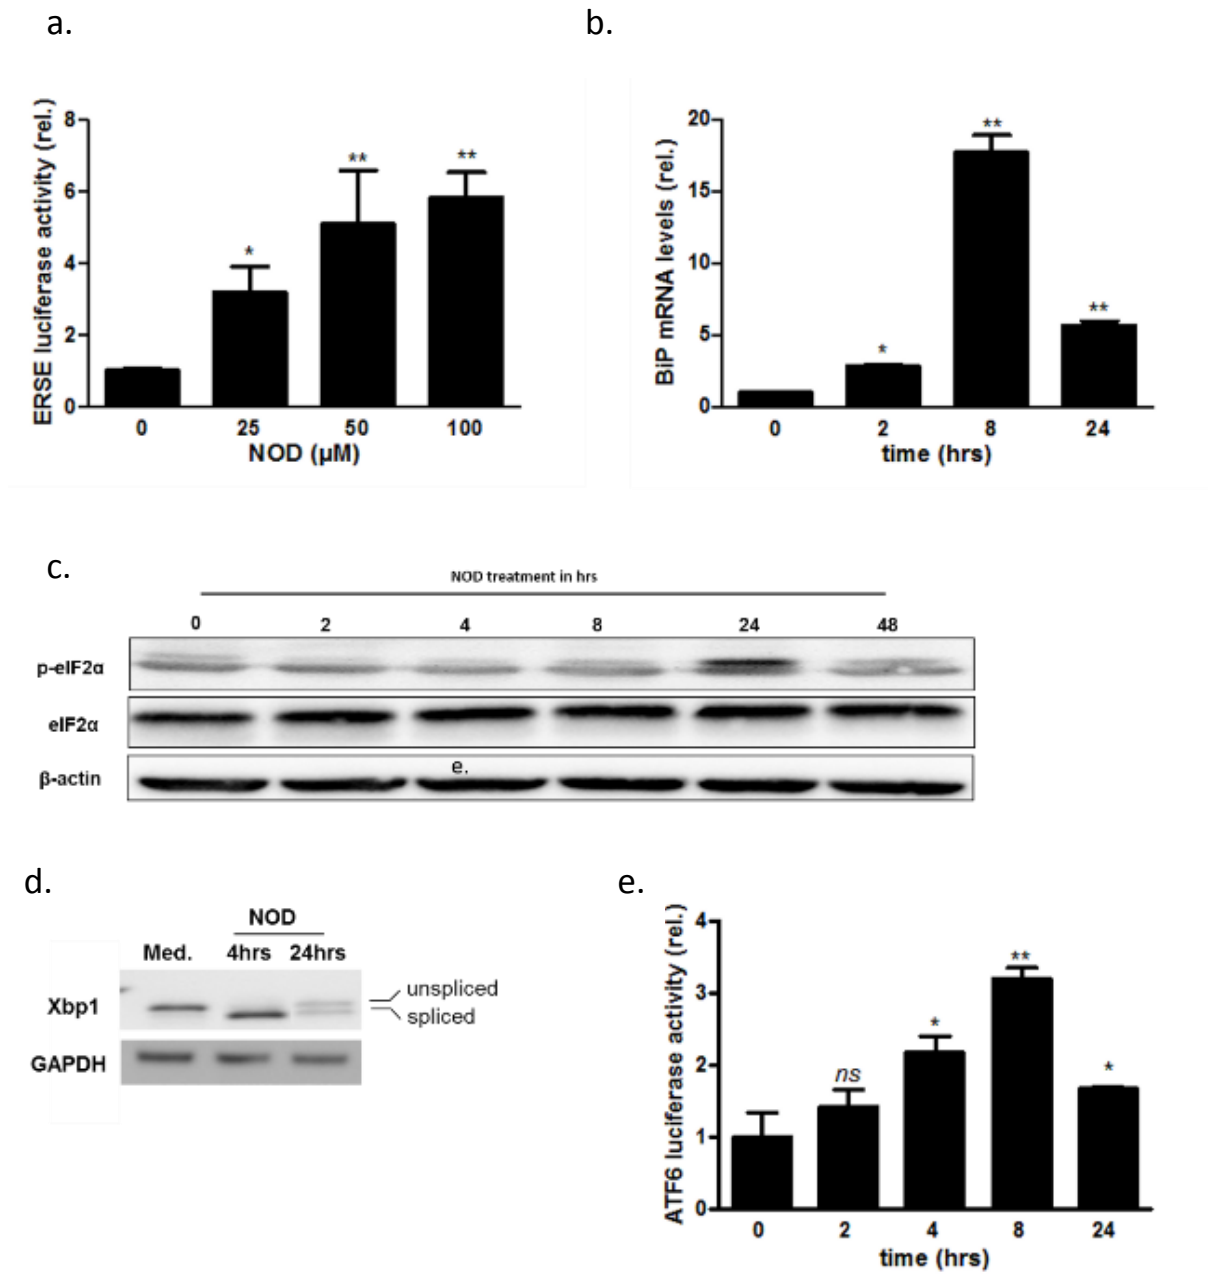 a.
ERSE luciferase activity (rel.)
8
6
4
2
0
*
**
**
0 25 50 100
NOD (µM)
b.
BiP mRNA levels (rel.)
20
15
10
5
0
*
**
**
0 2 8 24
time (hrs)
c.
NOD treatment in hrs
0 2 4 8 24 48
p-eIF2α
eIF2α
β-actin
e.
d.
NOD
Med. 4hrs 24hrs
Xbp1
unspliced
spliced
GAPDH
e.
ATF6 luciferase activity (rel.)
4
3
2
1
0
ns
*
**
*
0 2 4 8 24
time (hrs)